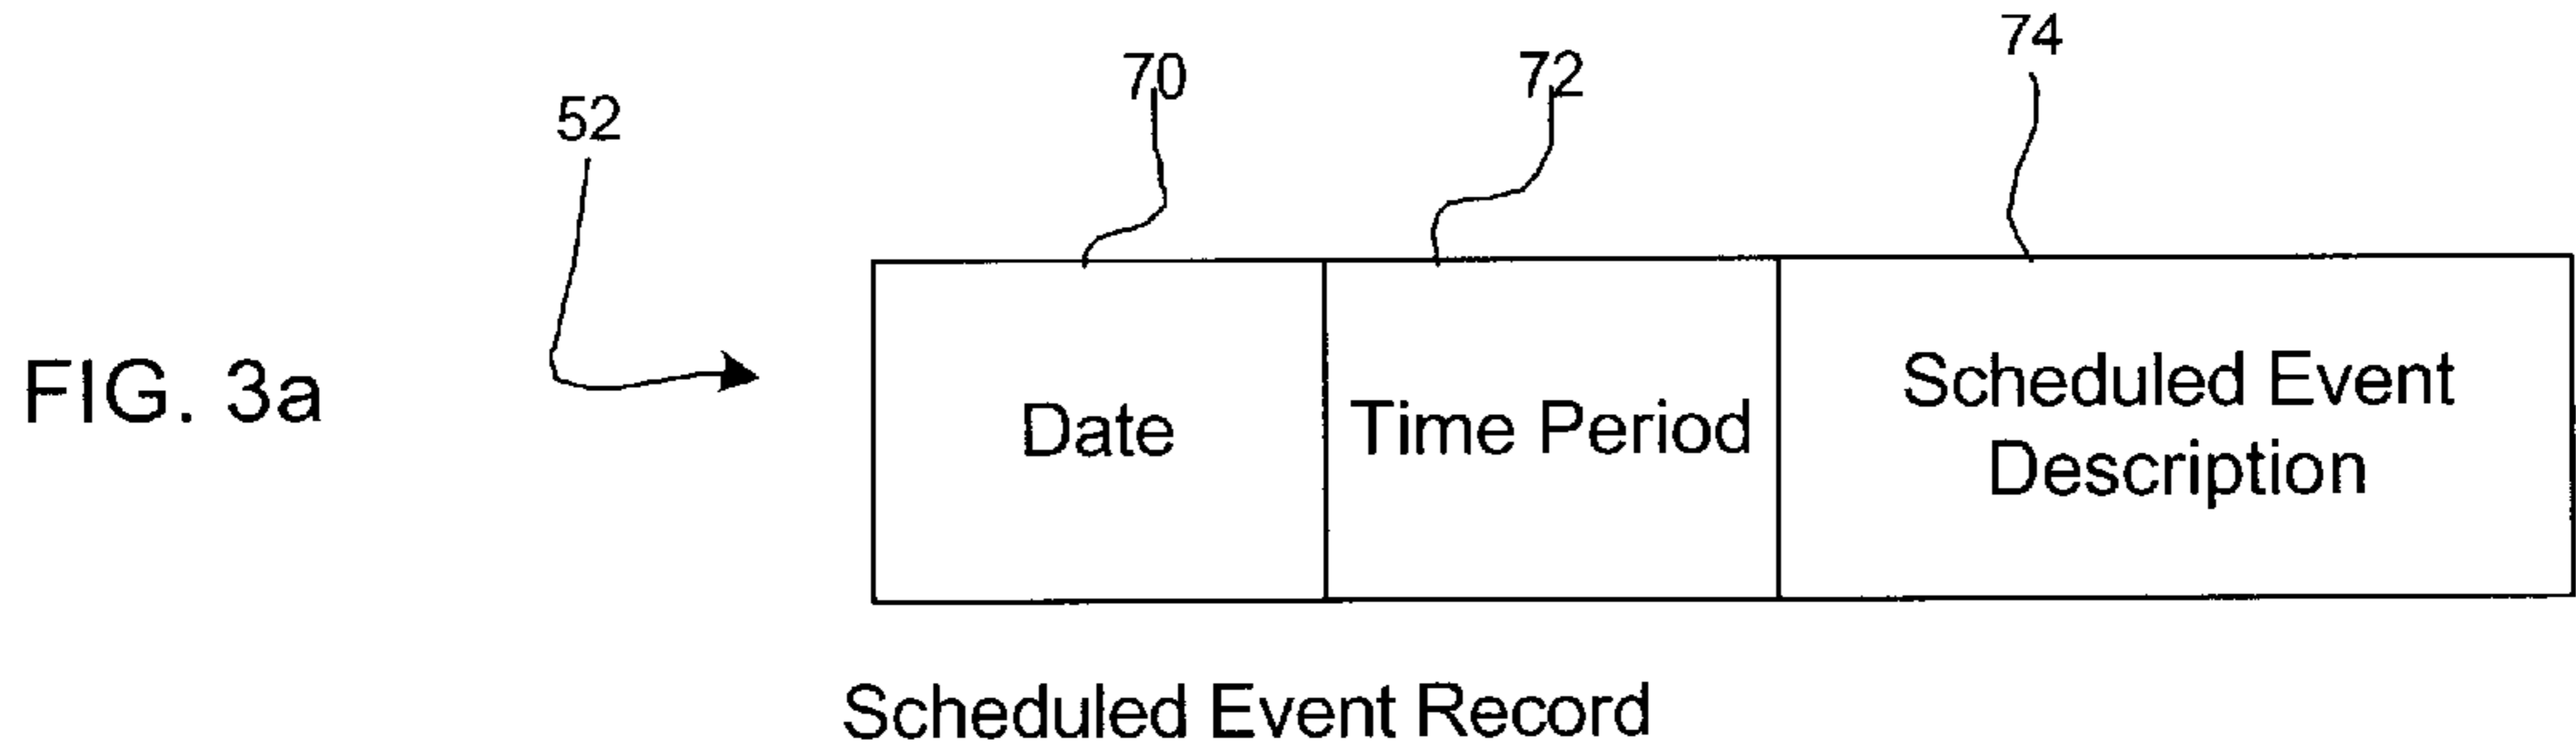 74
70
72
52
FIG. 3a
Date
Time Period
Scheduled Event
Description
Scheduled Event Record